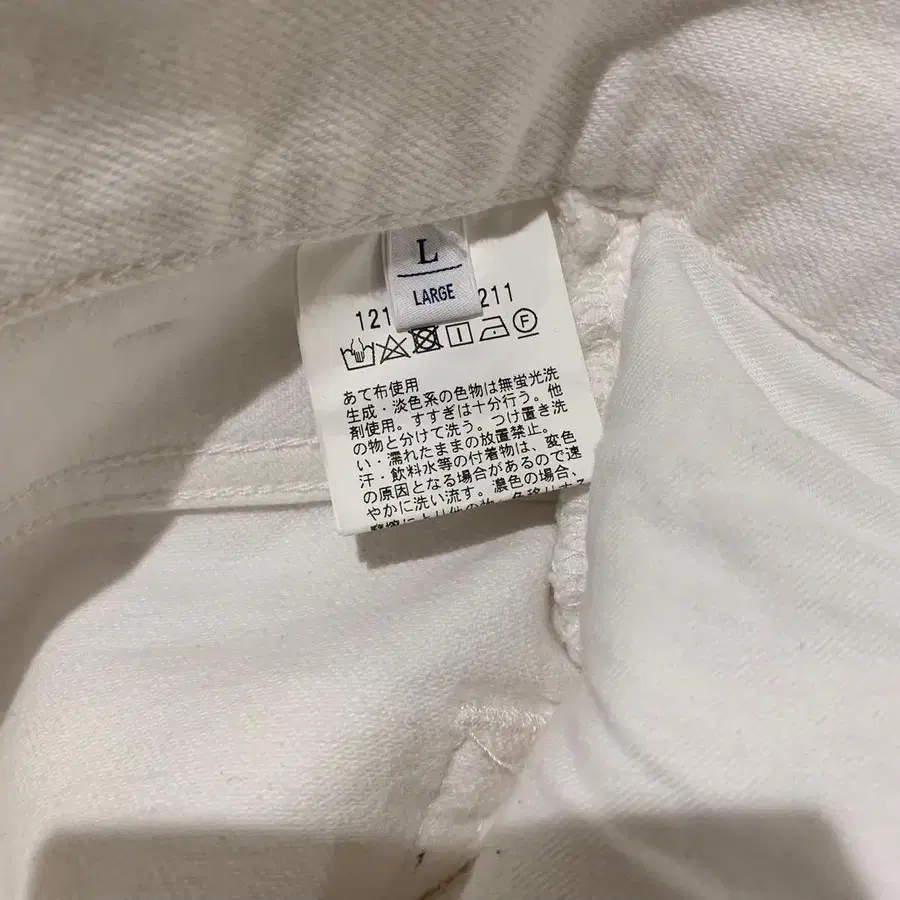 L
LARGE
121 211
F
あて布使用
生成・淡色系の色物は無蛍光洗
剤使用。すすぎは十分行う。他
の物と分けて洗う。つけ置き洗
い・濡れたままの放置禁止。
汗・飲料水等の付着物は、変色
の原因となる場合があるので速
やかに洗い流す。濃色の場合、